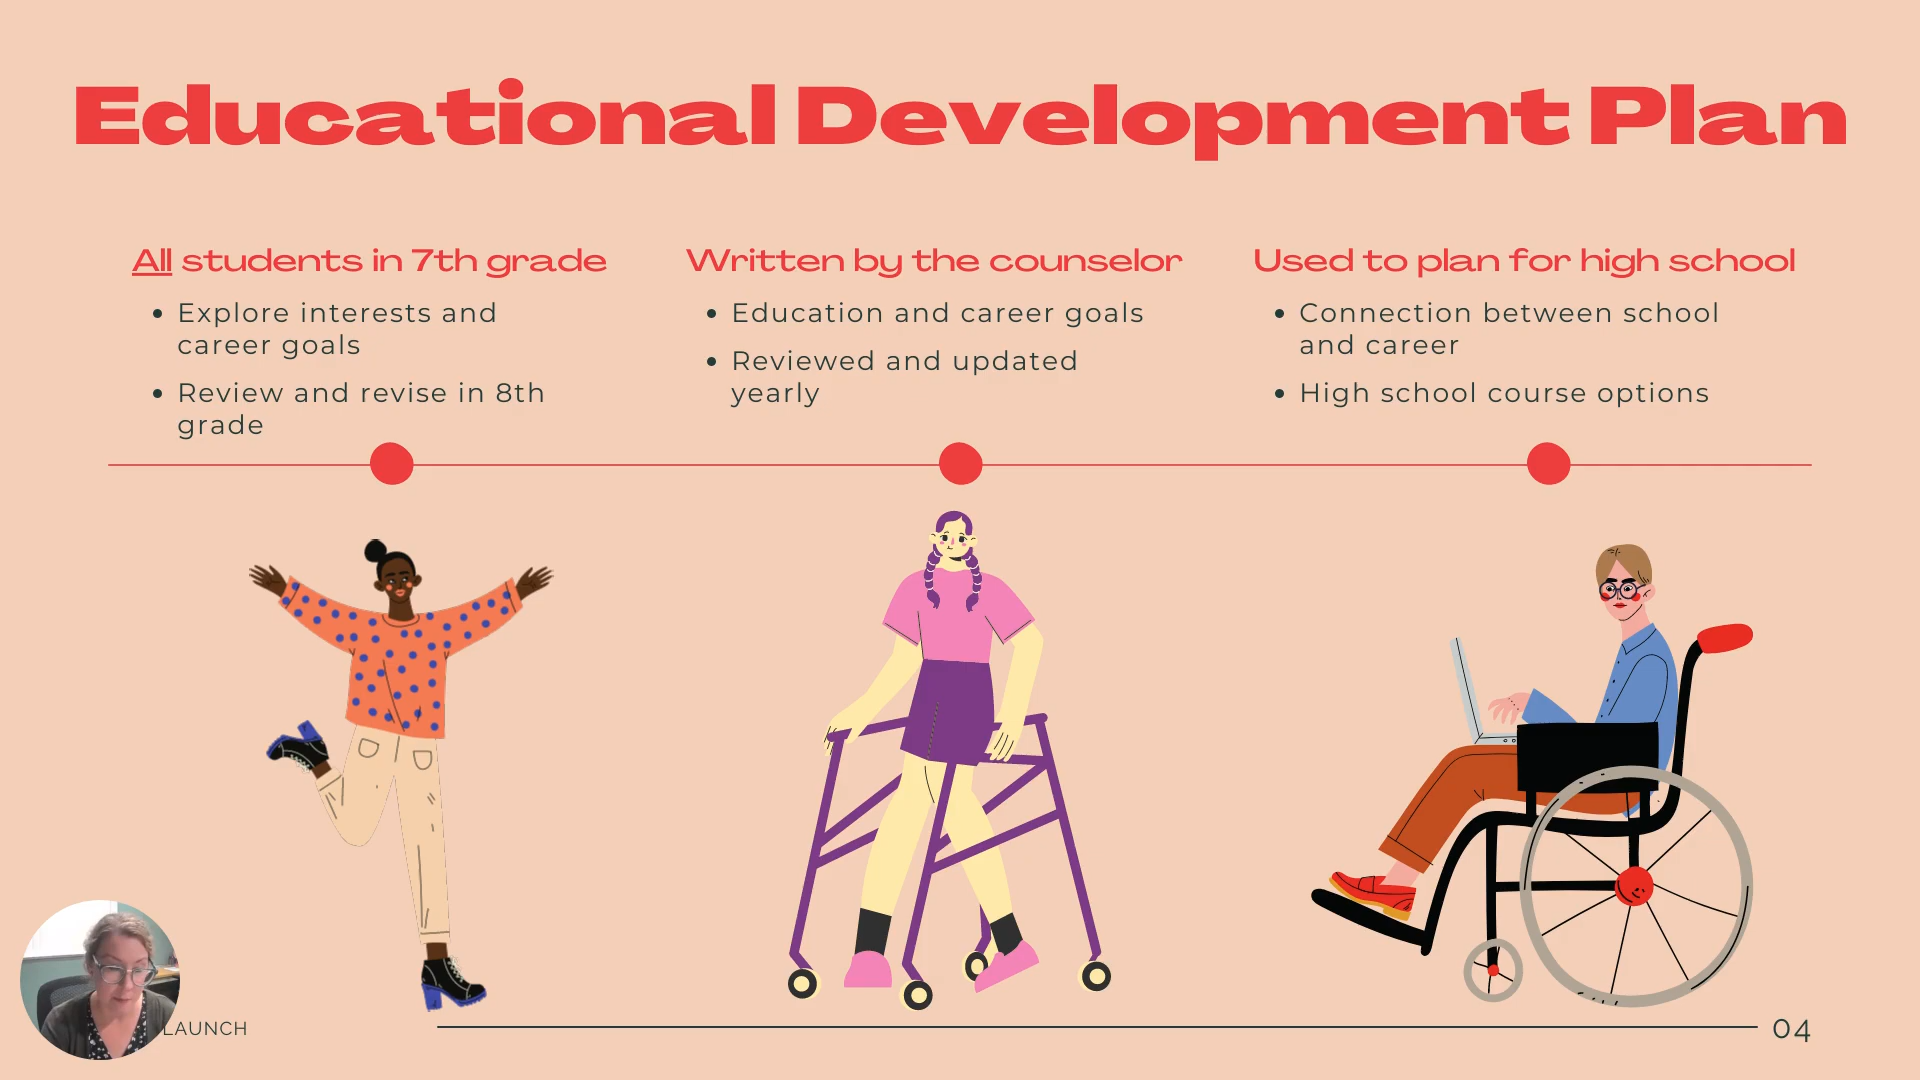 Educational Development Plan
All students in 7th grade
• Explore interests and
career goals
• Review and revise in 8th
grade
Written by the counselor
• Education and career goals
• Reviewed and updated
yearly
Used to plan for high school
• Connection between school
and career
• High school course options
LAUNCH
04